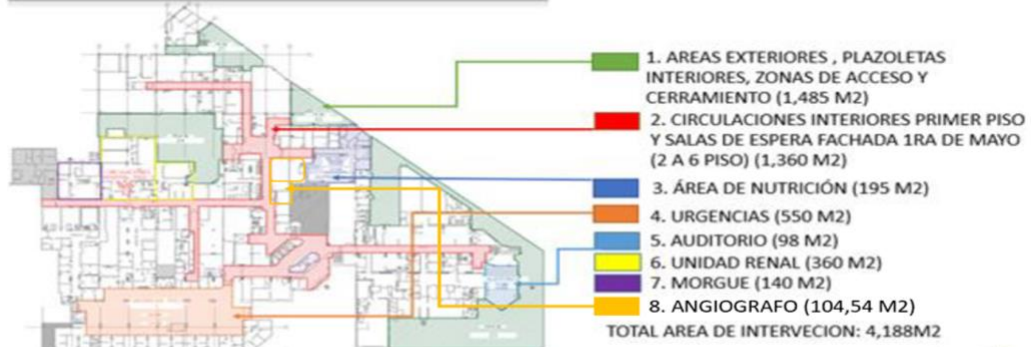 1. AREAS EXTERIORES , PLAZOLETAS
INTERIORES, ZONAS DE ACCESO Y
CERRAMIENTO (1,485 M2)
2. CIRCULACIONES INTERIORES PRIMER PISO
Y SALAS DE ESPERA FACHADA 1RA DE MAYO
(2 A 6 PISO) (1,360 M2)
3. ÁREA DE NUTRICIÓN (195 M2)
4. URGENCIAS (550 M2)
5. AUDITORIO (98 M2)
6. UNIDAD RENAL (360 M2)
7. MORGUE (140 M2)
8. ANGIOGRAFO (104,54 M2)
TOTAL AREA DE INTERVECION: 4,188M2